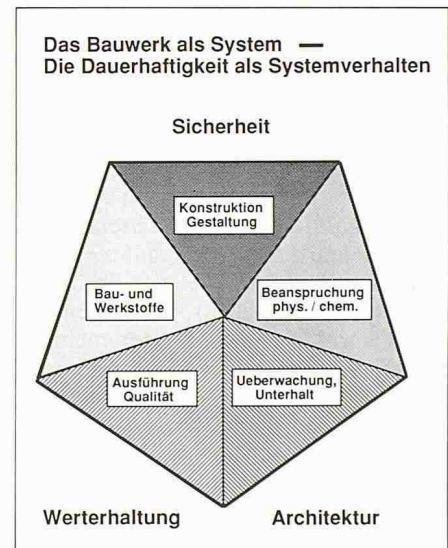 Das Bauwerk als System —
Die Dauerhaftigkeit als Systemverhalten
Sicherheit
Konstruktion
Gestaltung
Bau- und
Werkstoffe
Beanspruchung
phys. / chem.
Ausführung
Qualität
Ueberwachung,
Unterhalt
Werterhaltung
Architektur